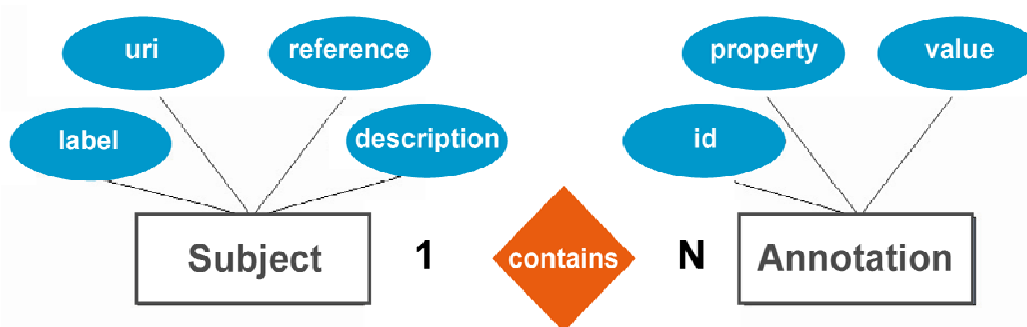 uri reference property value
label description id
Subject 1 contains N Annotation